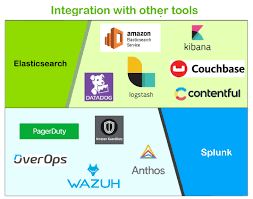 Integration with other tools
Elasticsearch
amazon
Elasticsearch
Service
kibana
DATADOG
logstash
Couchbase
contentful
PagerDuty
OverOps
WAZUH
Anthos
Splunk